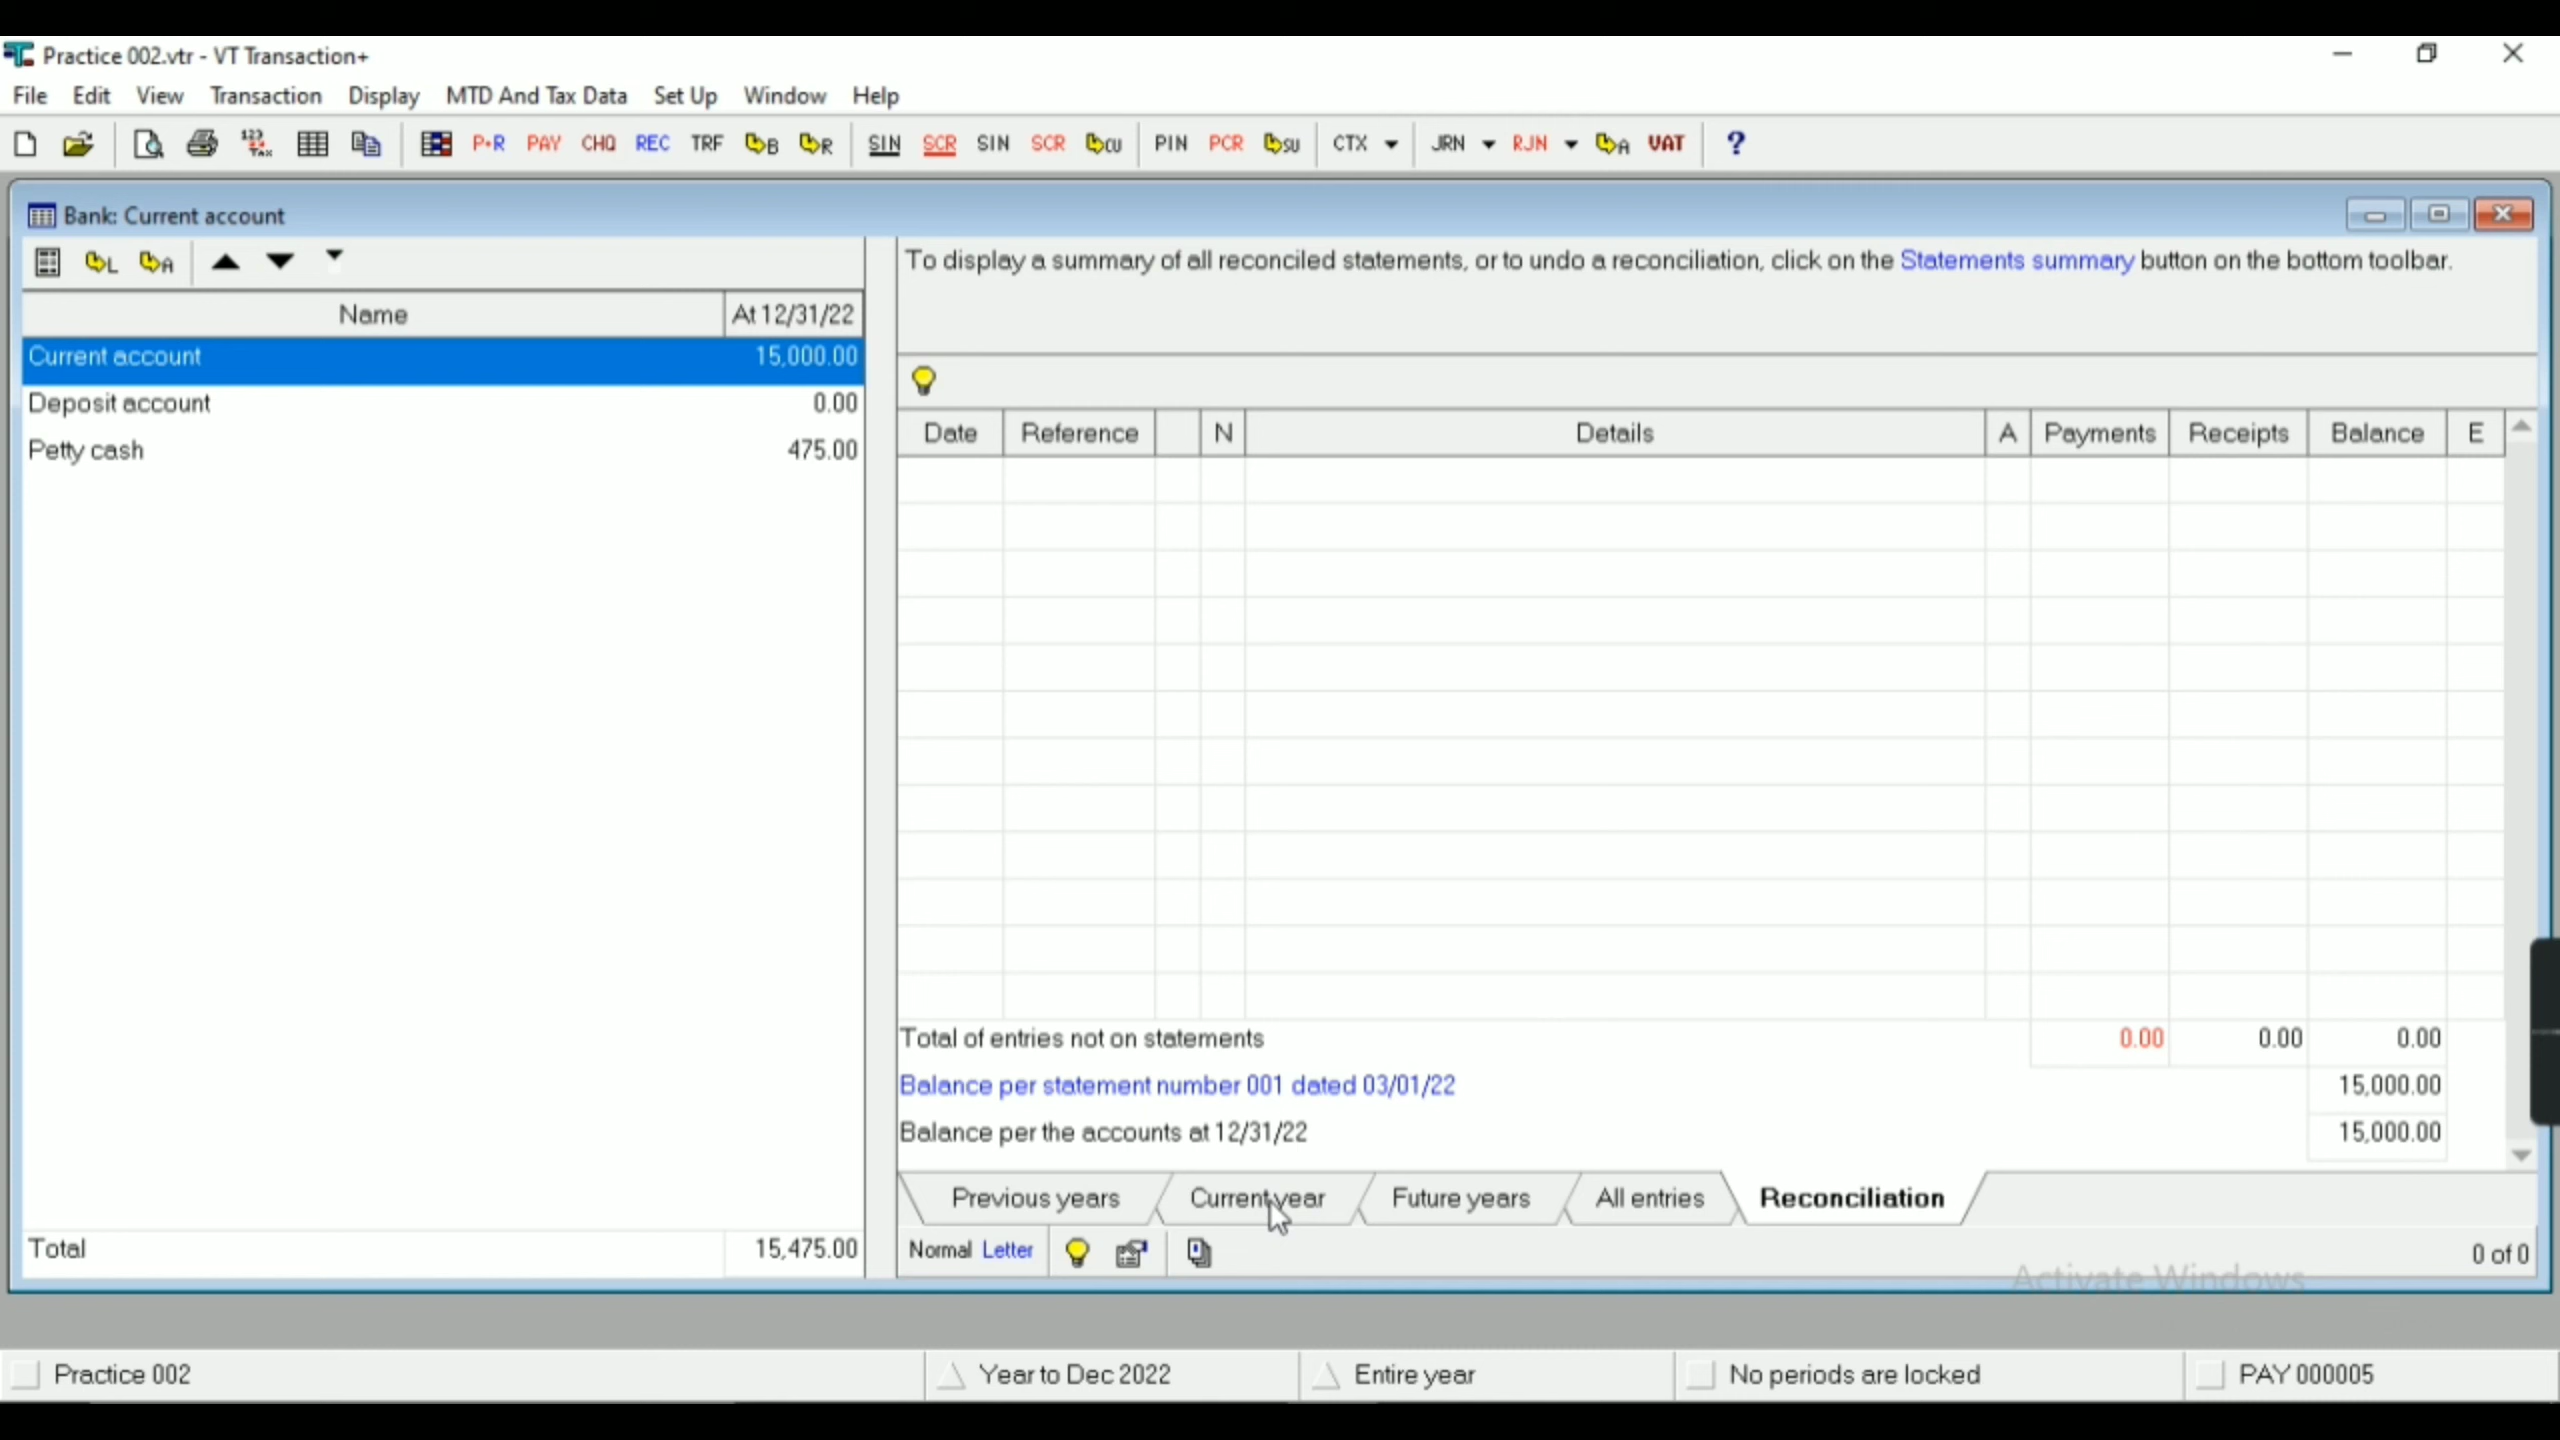 Practice 002.vtr - VT Transaction+
File Edit View Transaction Display MTD And Tax Data Set Up Window Help
123 TAX P+R PAY CHQ REC TRF B R SIN SCR SIN SCR CU PIN PCR SU CTX JRN RJN A VAT ?
Bank: Current account
L A
Name At 12/31/22
Current account 15,000.00
Deposit account 0.00
Petty cash 475.00
Total 15,475.00
To display a summary of all reconciled statements, or to undo a reconciliation, click on the Statements summary button on the bottom toolbar.
Date Reference N Details A Payments Receipts Balance E
Total of entries not on statements 0.00 0.00 0.00
Balance per statement number 001 dated 03/01/22 15,000.00
Balance per the accounts at 12/31/22 15,000.00
Previous years Current year Future years All entries Reconciliation
Normal Letter 0 of 0
Activate Windows
Practice 002 Year to Dec 2022 Entire year No periods are locked PAY 000005